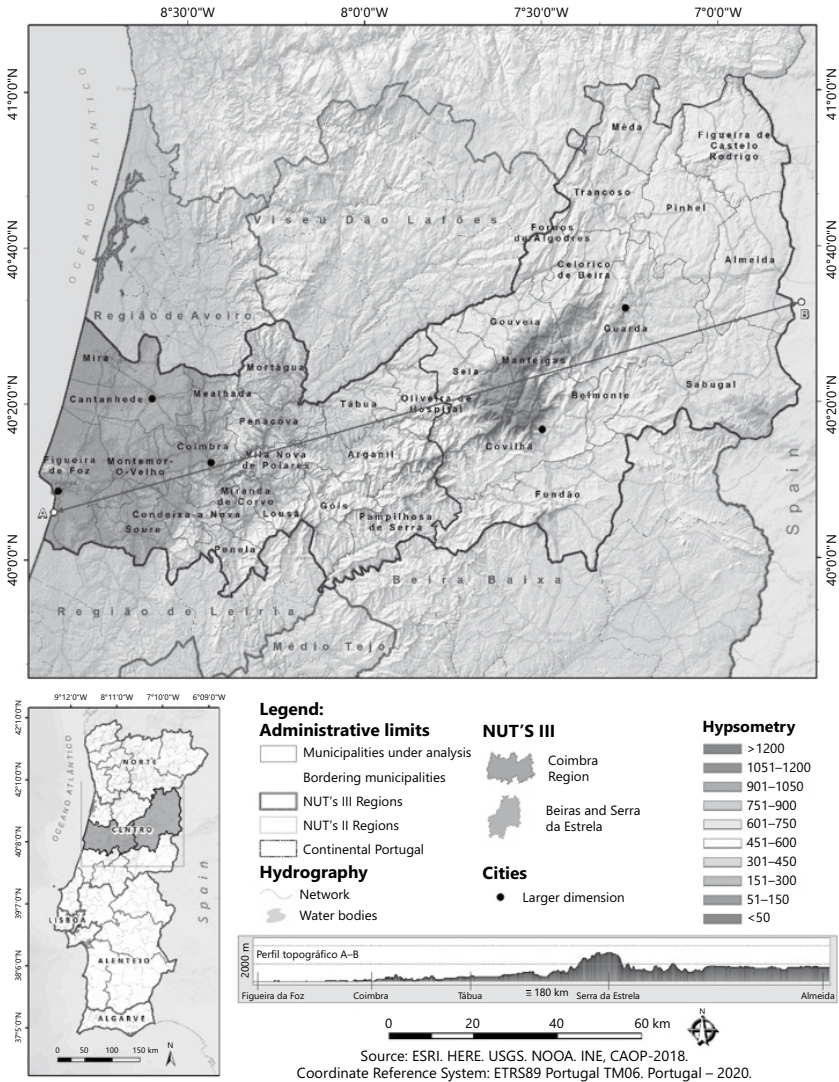 8°30'0"W
8°0'0"W
7°30'0"W
7°0'0"W
41°0'0"N
40°40'0"N
40°20'0"N
40°0'0"N
41°0'0"N
40°40'0"N
40°20'0"N
40°0'0"N
OCEANO ATLÂNTICO
Mêda
Figueira de
Castelo
Rodrigo
Trancoso
Pinhel
Viseu Dão Lafões
Fornos
de Algodres
Almeida
Celorico
de Beira
B
Região de Aveiro
Gouveia
Guarda
Mira
Mortágua
Manteigas
Seia
Sabugal
Cantanhede
Mealhada
Tábua
Oliveira de
Hospital
Belmonte
Penacova
Coimbra
Covilhã
Figueira
de Foz
Montemor-
O-Velho
Vila Nova
de Poiares
Arganil
Spain
Miranda
de Corvo
Fundão
A
Condeixa a Nova
Lousã
Góis
Pampilhosa
de Serra
Soure
Penela
Beira Baixa
Região de Leiria
Médio Tejo
9°12'0"W
8°11'0"W
7°10'0"W
6°09'0"W
42°10'0"N
42°10'0"N
40°8'0"N
39°7'0"N
38°6'0"N
37°5'0"N
OCEANO ATLÂNTICO
NORTE
CENTRO
Spain
LISBOA
ALENTEJO
ALGARVE
0 50 100 150 km
N
Legend:
Administrative limits
Municipalities under analysis
Bordering municipalities
NUT'S III Regions
NUT'S II Regions
Continental Portugal
Hydrography
Network
Water bodies
NUT'S III
Coimbra
Region
Beiras and Serra
da Estrela
Cities
Larger dimension
Hypsometry
>1200
1051–1200
901–1050
751–900
601–750
451–600
301–450
151–300
51–150
<50
Perfil topográfico A–B
2000 m
Figueira da Foz
Coimbra
Tábua
Ξ 180 km
Serra da Estrela
Almeida
0 20 40 60 km
N
Source: ESRI. HERE. USGS. NOOA. INE, CAOP-2018.
Coordinate Reference System: ETRS89 Portugal TM06. Portugal – 2020.